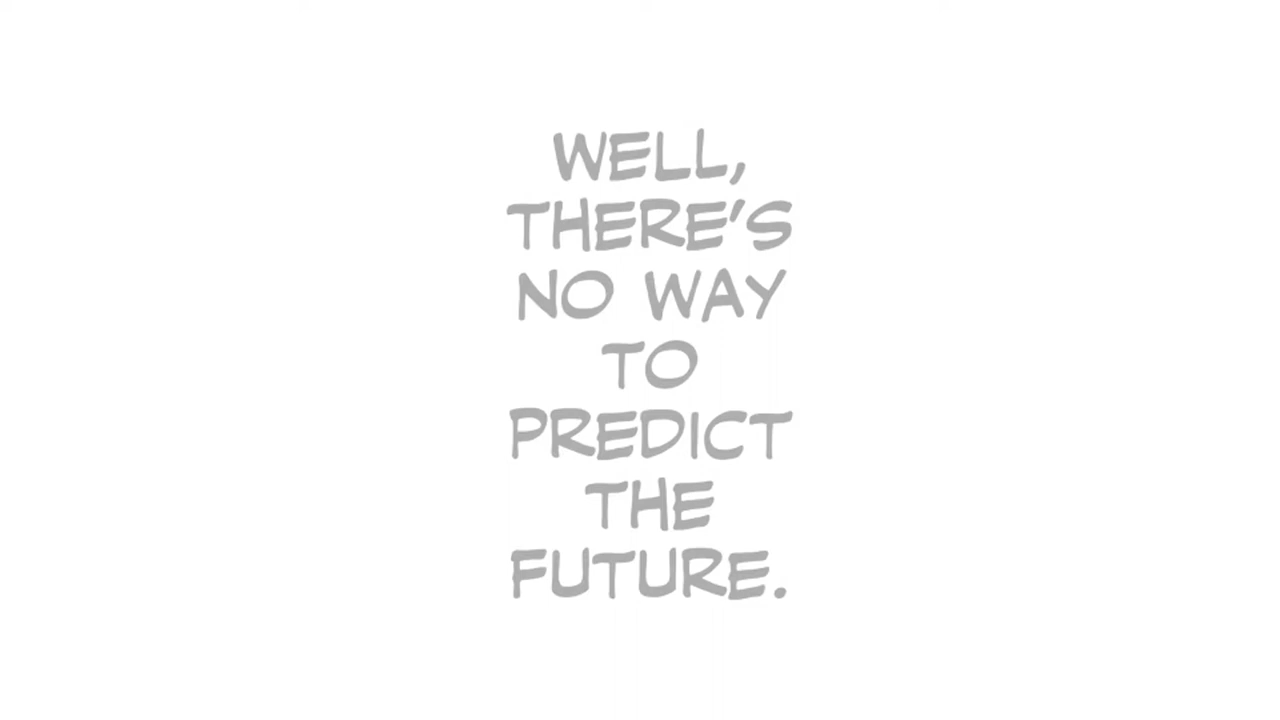 WELL,
THERE'S
NO WAY
TO
PREDICT
THE
FUTURE.